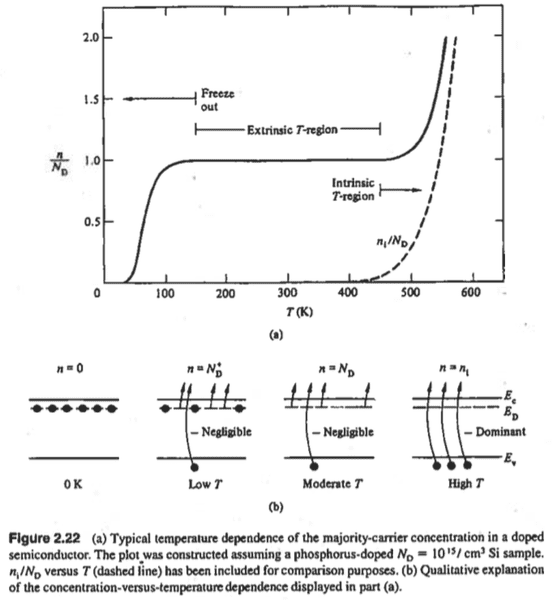 2.0
1.5
Freeze
out
Extrinsic T-region
n
N_D
1.0
Intrinsic
T-region
0.5
n_i/N_D
0 100 200 300 400 500 600
T (K)
(a)
n = 0 n = N_D^+ n = N_D n = n_i
E_c
E_D
Negligible Negligible Dominant
E_v
0 K Low T Moderate T High T
(b)
Figure 2.22 (a) Typical temperature dependence of the majority-carrier concentration in a doped
semiconductor. The plot was constructed assuming a phosphorus-doped N_D = 10^15/cm^3 Si sample.
n_i/N_D versus T (dashed line) has been included for comparison purposes. (b) Qualitative explanation
of the concentration-versus-temperature dependence displayed in part (a).